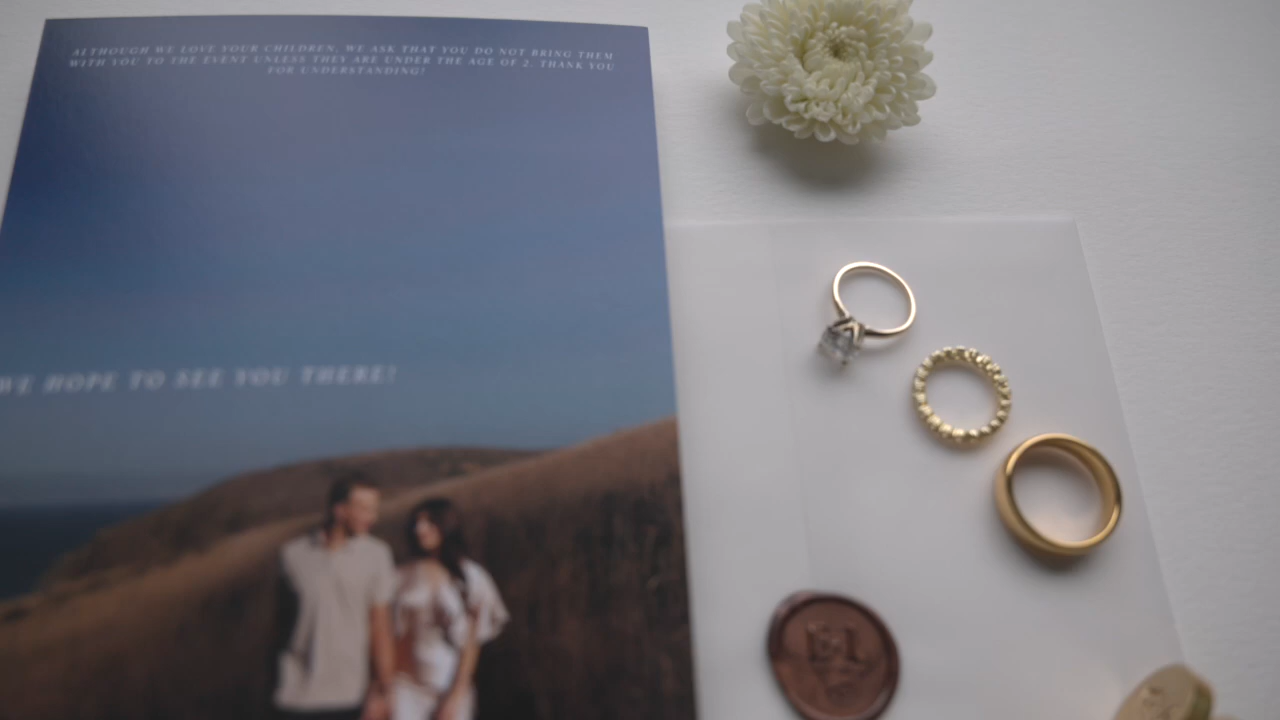 ALTHOUGH WE LOVE YOUR CHILDREN, WE ASK THAT YOU DO NOT BRING THEM
WITH YOU TO THE EVENT UNLESS THEY ARE UNDER THE AGE OF 2. THANK YOU
FOR UNDERSTANDING!
WE HOPE TO SEE YOU THERE!